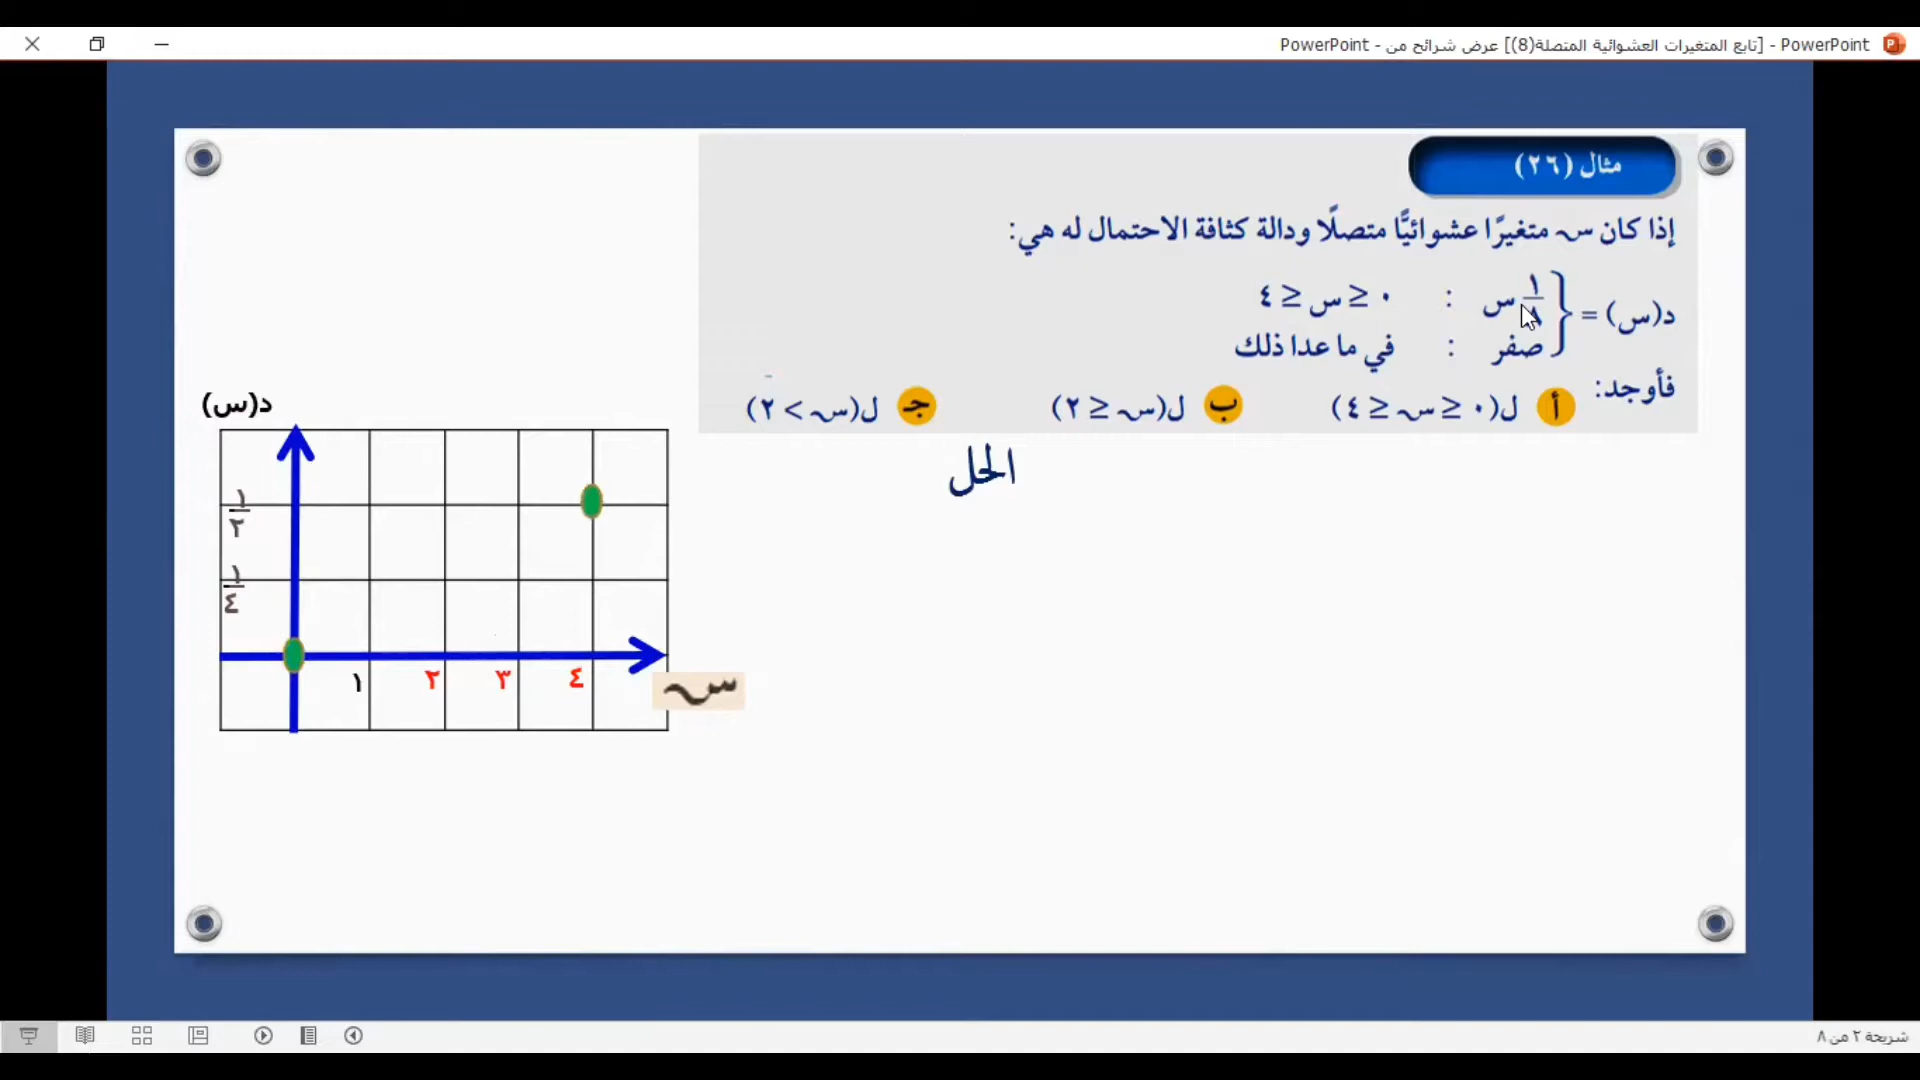 PowerPoint - [تابع المتغيرات العشوائية المتصلة(8)] عرض شرائح من - PowerPoint
مثال (٢٦)
إذا كان س متغيرًا عشوائيًّا متصلًا ودالة كثافة الاحتمال له هي:
د(س) = { ١/٨ س : ٠ ≤ س ≤ ٤
صفر : في ما عدا ذلك
فأوجد:
أ ل(٠ ≤ س ≤ ٤) ب ل(س ≤ ٢) جـ ل(س > ٢)
الحل
د(س)
١/٢
١/٤
١ ٢ ٣ ٤
س
شريحة ٢ من ٨